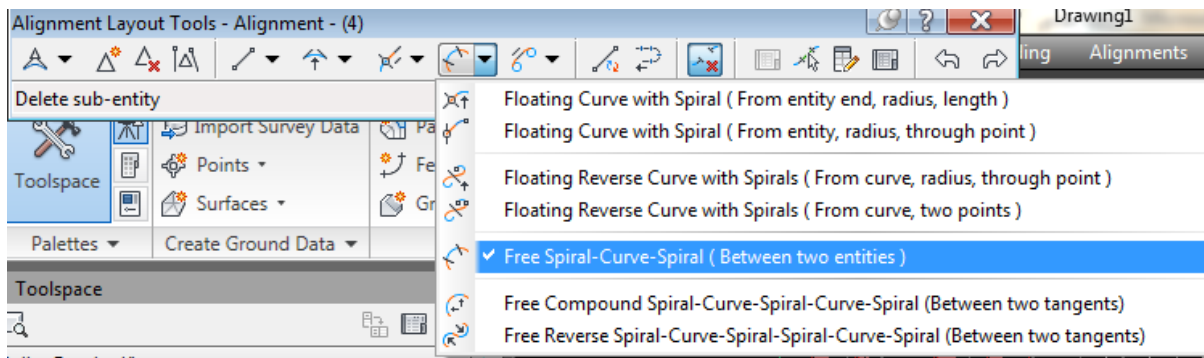 Alignment Layout Tools - Alignment - (4)
Drawing1
ling Alignments
Delete sub-entity
Floating Curve with Spiral ( From entity end, radius, length )
Floating Curve with Spiral ( From entity, radius, through point )
Floating Reverse Curve with Spirals ( From curve, radius, through point )
Floating Reverse Curve with Spirals ( From curve, two points )
Free Spiral-Curve-Spiral ( Between two entities )
Free Compound Spiral-Curve-Spiral-Curve-Spiral (Between two tangents)
Free Reverse Spiral-Curve-Spiral-Spiral-Curve-Spiral (Between two tangents)
Import Survey Data Pa
Toolspace
Points Fe
Surfaces Gr
Palettes
Create Ground Data
Toolspace